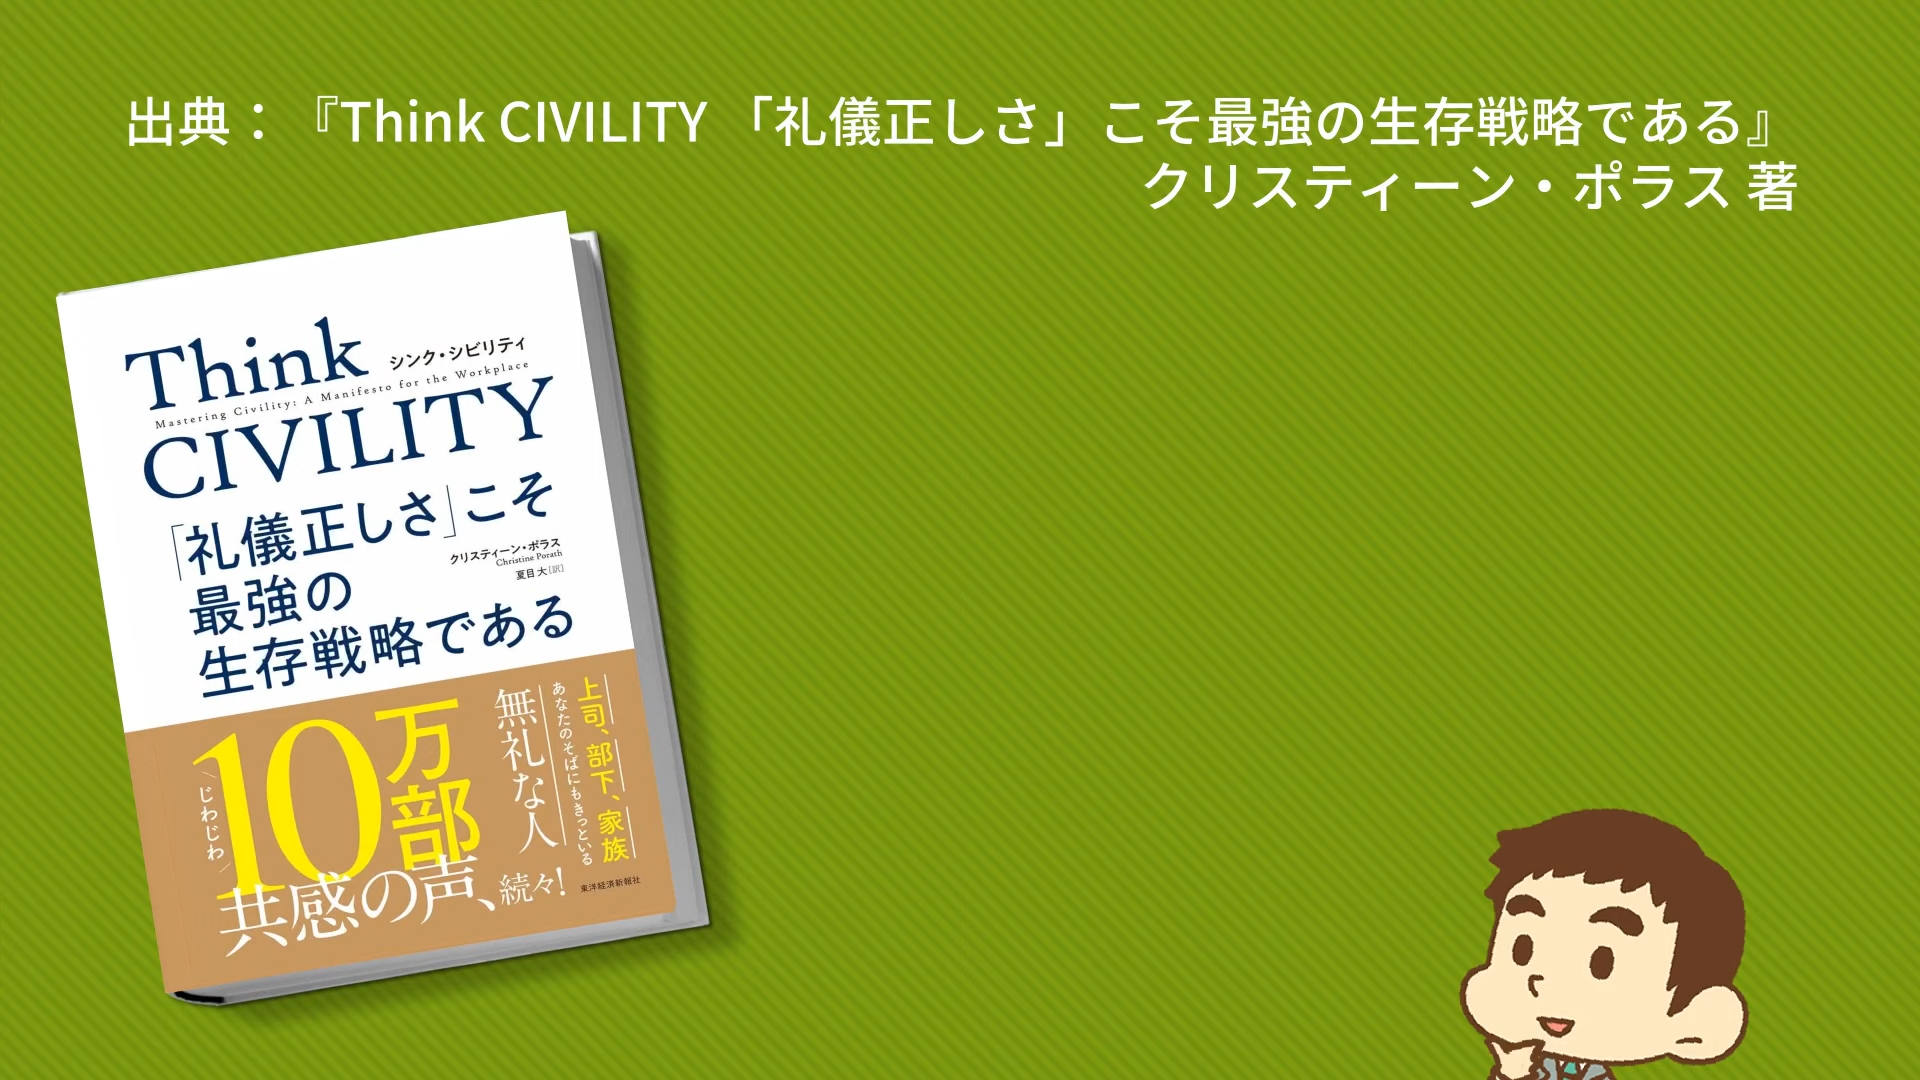 出典：『Think CIVILITY 「礼儀正しさ」こそ最強の生存戦略である』
クリスティーン・ポラス 著
Think
シンク・シビリティ
Mastering Civility: A Manifesto for the Workplace
CIVILITY
「礼儀正しさ」こそ
最強の
生存戦略である
クリスティーン・ポラス
Christine Porath
夏目 大[訳]
上司、部下、家族
あなたのそばにもきっといる
無礼な人
じわじわ
10万部
共感の声、続々!
東洋経済新報社